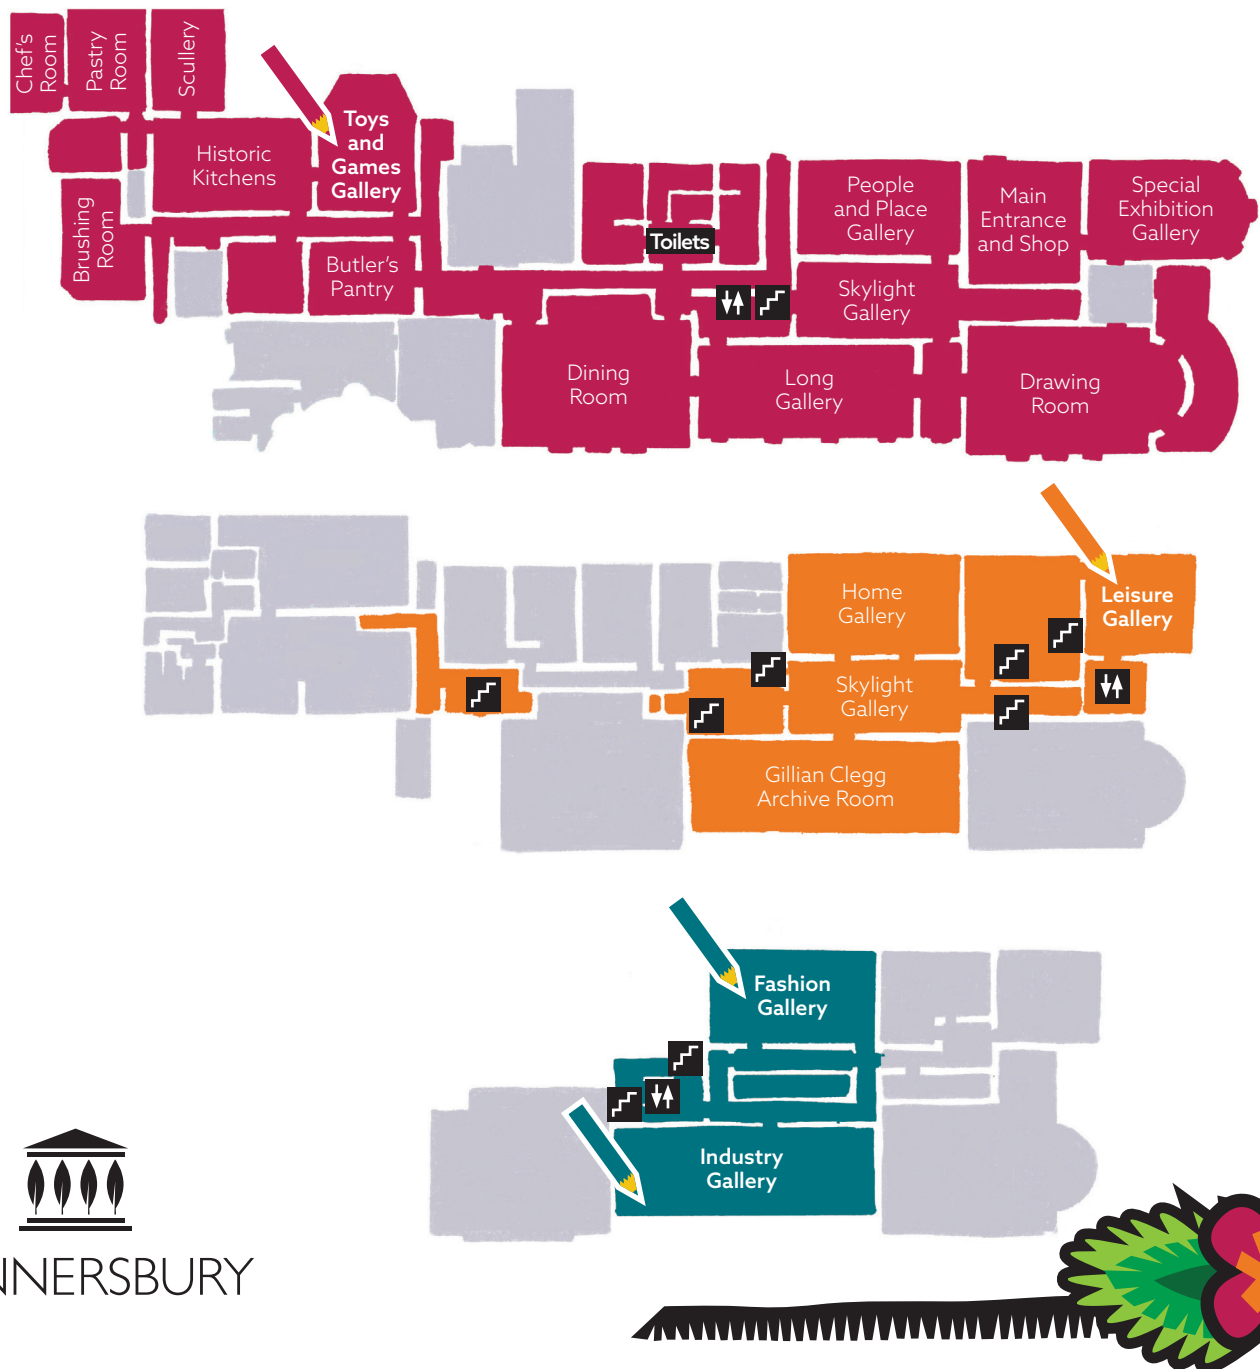 Chef's
Room
Pastry
Room
Scullery
Toys
and
Games
Gallery
Historic
Kitchens
Brushing
Room
Butler's
Pantry
Toilets
People
and Place
Gallery
Main
Entrance
and Shop
Special
Exhibition
Gallery
Skylight
Gallery
Dining
Room
Long
Gallery
Drawing
Room
Home
Gallery
Leisure
Gallery
Skylight
Gallery
Gillian Clegg
Archive Room
Fashion
Gallery
Industry
Gallery
NNERSBURY